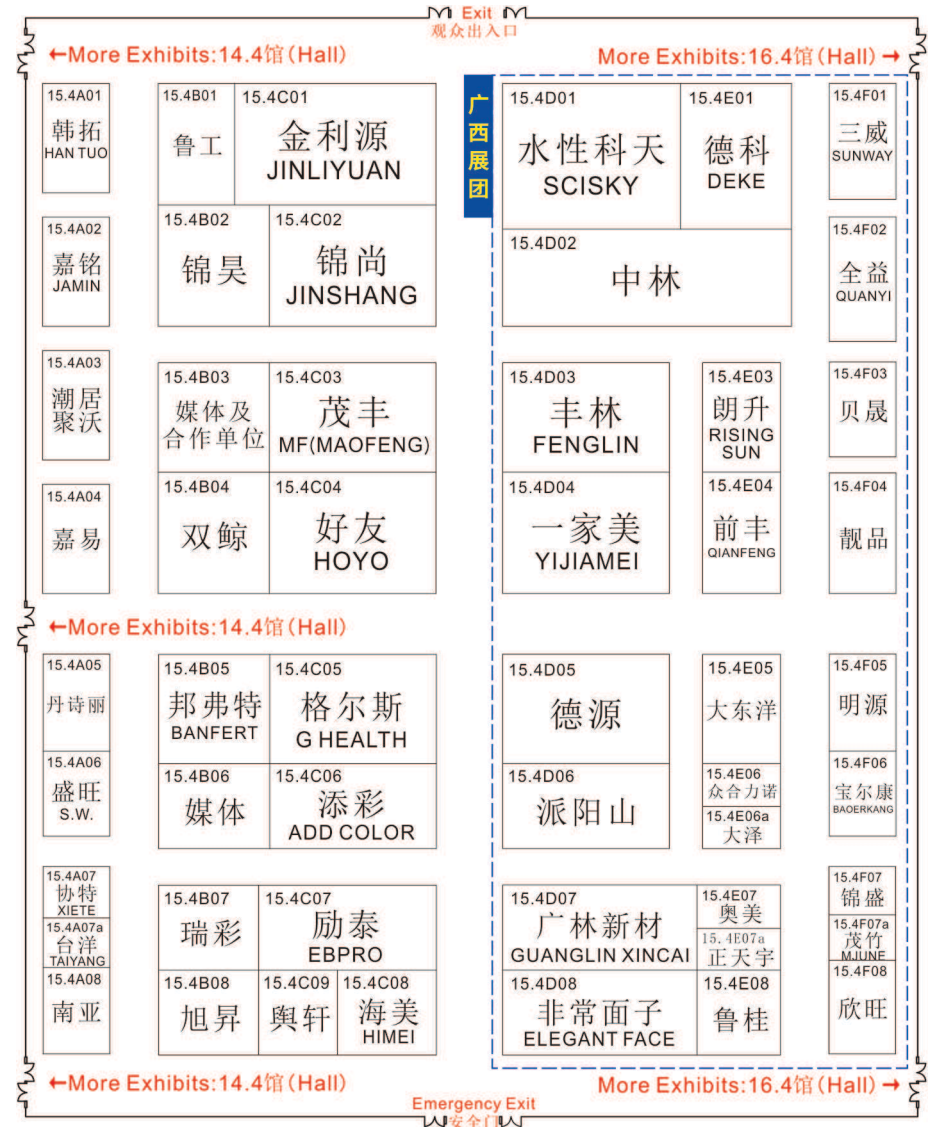 Exit
观众出入口
←More Exhibits:14.4馆(Hall)
More Exhibits:16.4馆(Hall)→
15.4A01
韩拓
HAN TUO
15.4B01
鲁工
15.4C01
金利源
JINLIYUAN
广西展团
15.4D01
水性科天
SCISKY
15.4E01
德科
DEKE
15.4F01
三威
SUNWAY
15.4A02
嘉铭
JAMIN
15.4B02
锦昊
15.4C02
锦尚
JINSHANG
15.4D02
中林
15.4F02
全益
QUANYI
15.4A03
潮居
聚沃
15.4B03
媒体及
合作单位
15.4C03
茂丰
MF(MAOFENG)
15.4D03
丰林
FENGLIN
15.4E03
朗升
RISING
SUN
15.4F03
贝晟
15.4A04
嘉易
15.4B04
双鲸
15.4C04
好友
HOYO
15.4D04
一家美
YIJIAMEI
15.4E04
前丰
QIANFENG
15.4F04
靓品
←More Exhibits:14.4馆(Hall)
15.4A05
丹诗丽
15.4B05
邦弗特
BANFERT
15.4C05
格尔斯
G HEALTH
15.4D05
德源
15.4E05
大东洋
15.4F05
明源
15.4A06
盛旺
S.W.
15.4B06
媒体
15.4C06
添彩
ADD COLOR
15.4D06
派阳山
15.4E06
众合力诺
15.4E06a
大泽
15.4F06
宝尔康
BAOERKANG
15.4A07
协特
XIETE
15.4A07a
台洋
TAIYANG
15.4B07
瑞彩
15.4C07
励泰
EBPRO
15.4D07
广林新材
GUANGLIN XINCAI
15.4E07
奥美
15.4E07a
正天宇
15.4F07
锦盛
15.4F07a
茂竹
MJUNE
15.4A08
南亚
15.4B08
旭昇
15.4C09
舆轩
15.4C08
海美
HIMEI
15.4D08
非常面子
ELEGANT FACE
15.4E08
鲁桂
15.4F08
欣旺
←More Exhibits:14.4馆(Hall)
More Exhibits:16.4馆(Hall)→
Emergency Exit
安全门